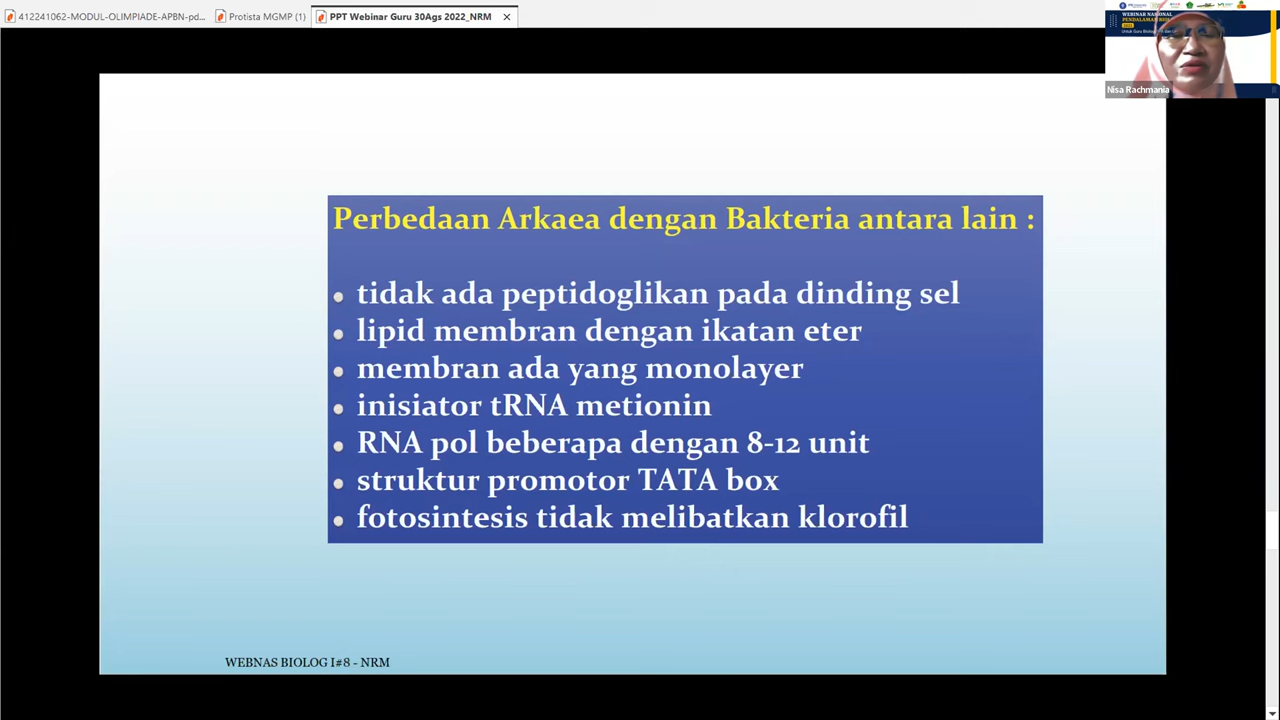 412241062-MODUL-OLIMPIADE-APBN-pd...
Protista MGMP (1)
PPT Webinar Guru 30Ags 2022_NRM
WEBINAR NASIONAL
Nisa Rachmania
Perbedaan Arkaea dengan Bakteria antara lain :
tidak ada peptidoglikan pada dinding sel
lipid membran dengan ikatan eter
membran ada yang monolayer
inisiator tRNA metionin
RNA pol beberapa dengan 8-12 unit
struktur promotor TATA box
fotosintesis tidak melibatkan klorofil
WEBNAS BIOLOG I#8 - NRM